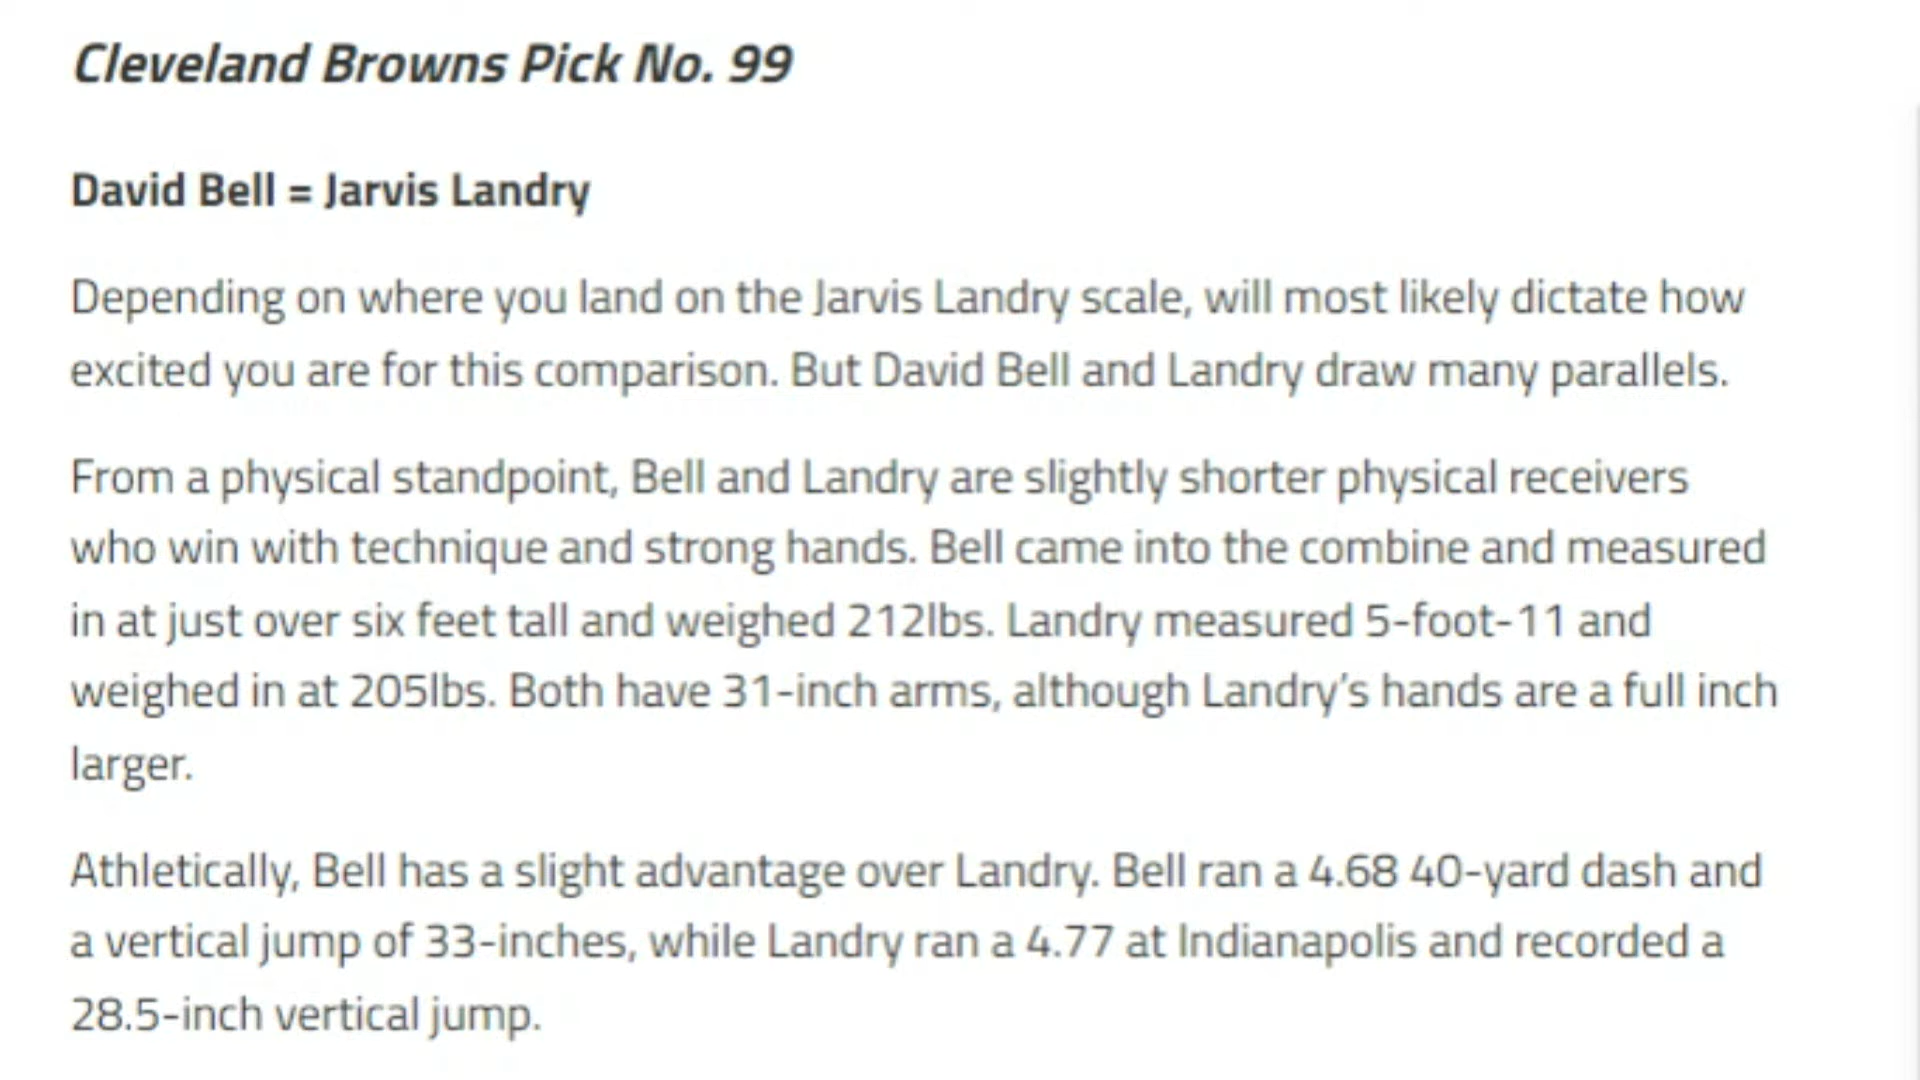 Cleveland Browns Pick No. 99
David Bell = Jarvis Landry
Depending on where you land on the Jarvis Landry scale, will most likely dictate how
excited you are for this comparison. But David Bell and Landry draw many parallels.
From a physical standpoint, Bell and Landry are slightly shorter physical receivers
who win with technique and strong hands. Bell came into the combine and measured
in at just over six feet tall and weighed 212lbs. Landry measured 5-foot-11 and
weighed in at 205lbs. Both have 31-inch arms, although Landry’s hands are a full inch
larger.
Athletically, Bell has a slight advantage over Landry. Bell ran a 4.68 40-yard dash and
a vertical jump of 33-inches, while Landry ran a 4.77 at Indianapolis and recorded a
28.5-inch vertical jump.